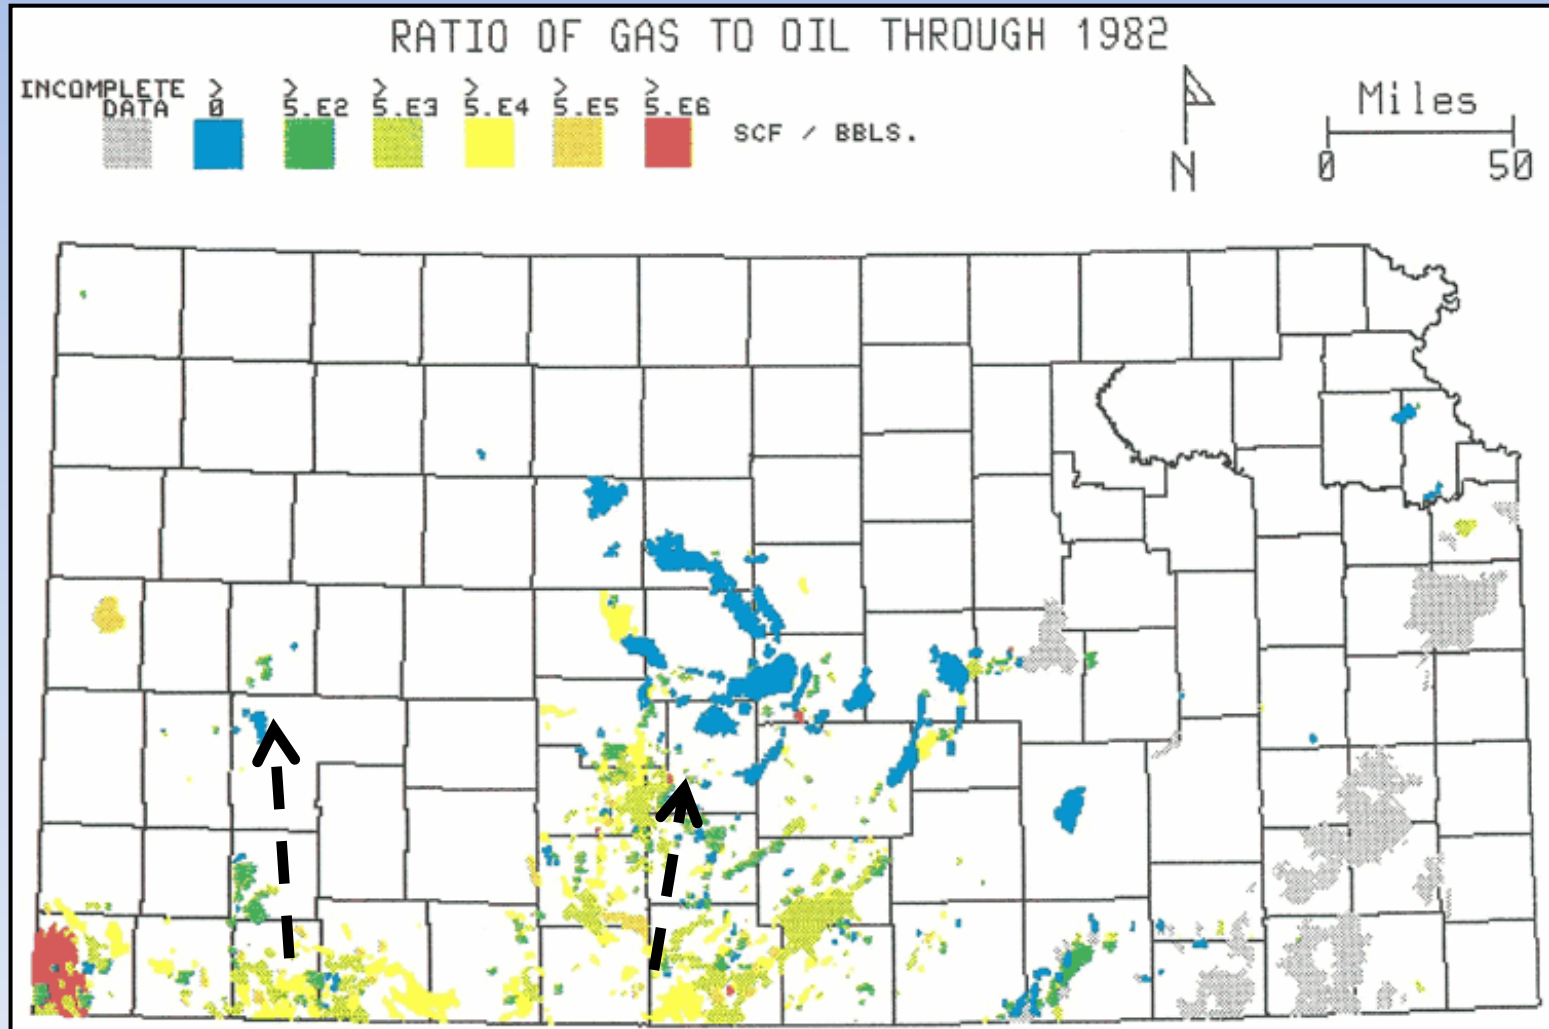 RATIO OF GAS TO OIL THROUGH 1982
INCOMPLETE DATA
> 0
> 5.E2
> 5.E3
> 5.E4
> 5.E5
> 5.E6
SCF / BBLS.
N
Miles
0 50